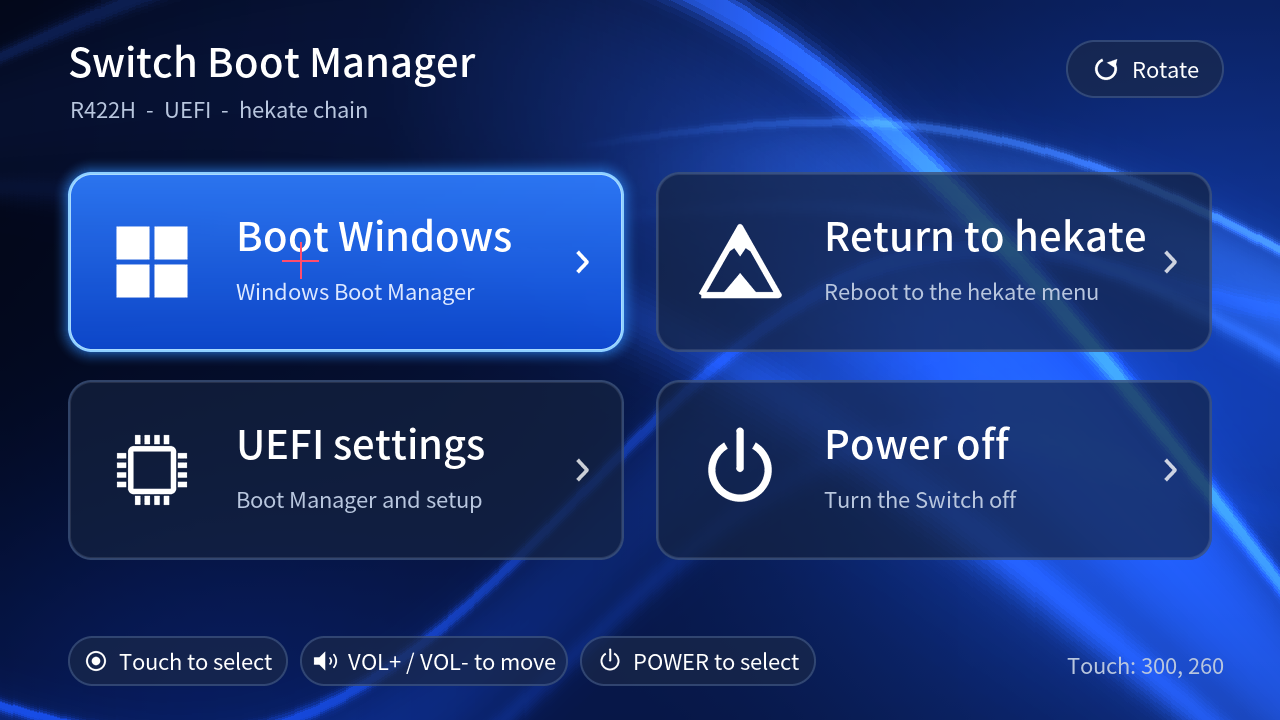 Switch Boot Manager
R422H - UEFI - hekate chain
Rotate
Boot Windows
Windows Boot Manager
Return to hekate
Reboot to the hekate menu
UEFI settings
Boot Manager and setup
Power off
Turn the Switch off
Touch to select
VOL+ / VOL- to move
POWER to select
Touch: 300, 260